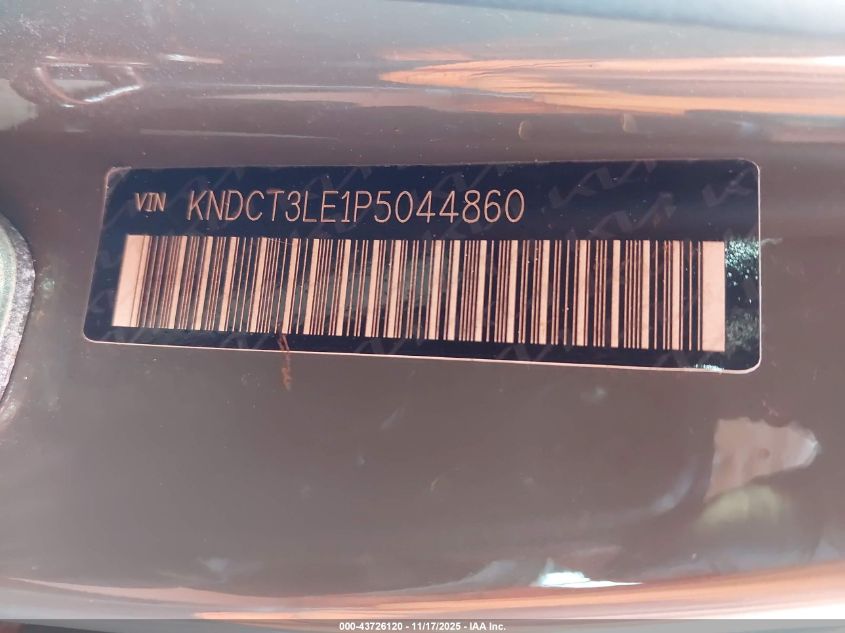 VIN KNDCT3LE1P5044860
000-43726120 - 11/17/2025 - IAA Inc.